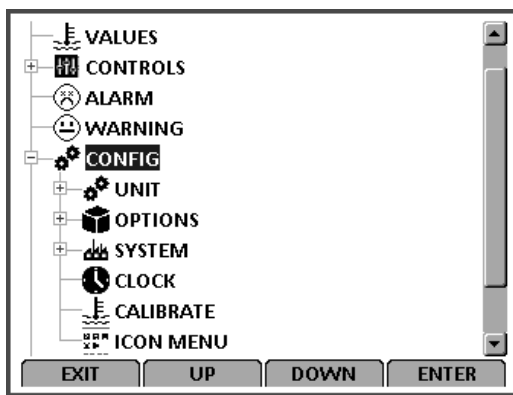 VALUES
CONTROLS
ALARM
WARNING
CONFIG
UNIT
OPTIONS
SYSTEM
CLOCK
CALIBRATE
ICON MENU
EXIT UP DOWN ENTER